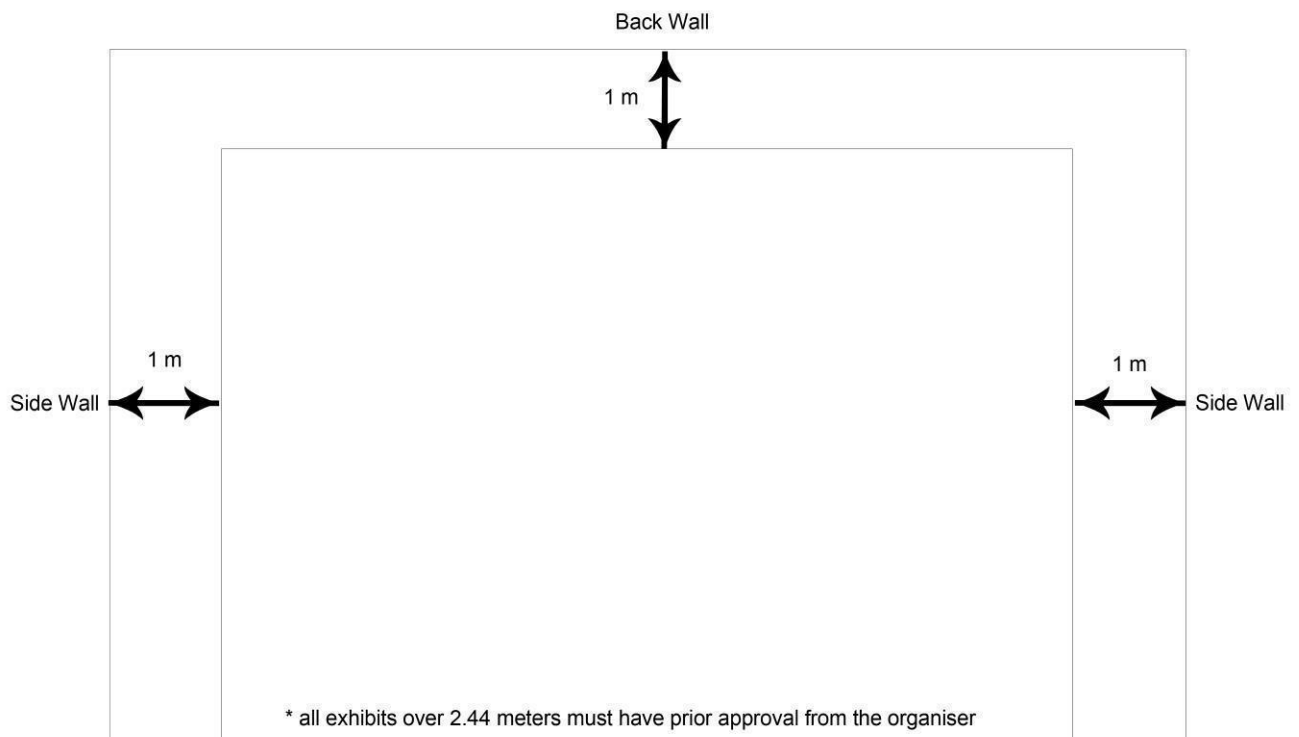 Back Wall
1 m
1 m
1 m
Side Wall
Side Wall
* all exhibits over 2.44 meters must have prior approval from the organiser